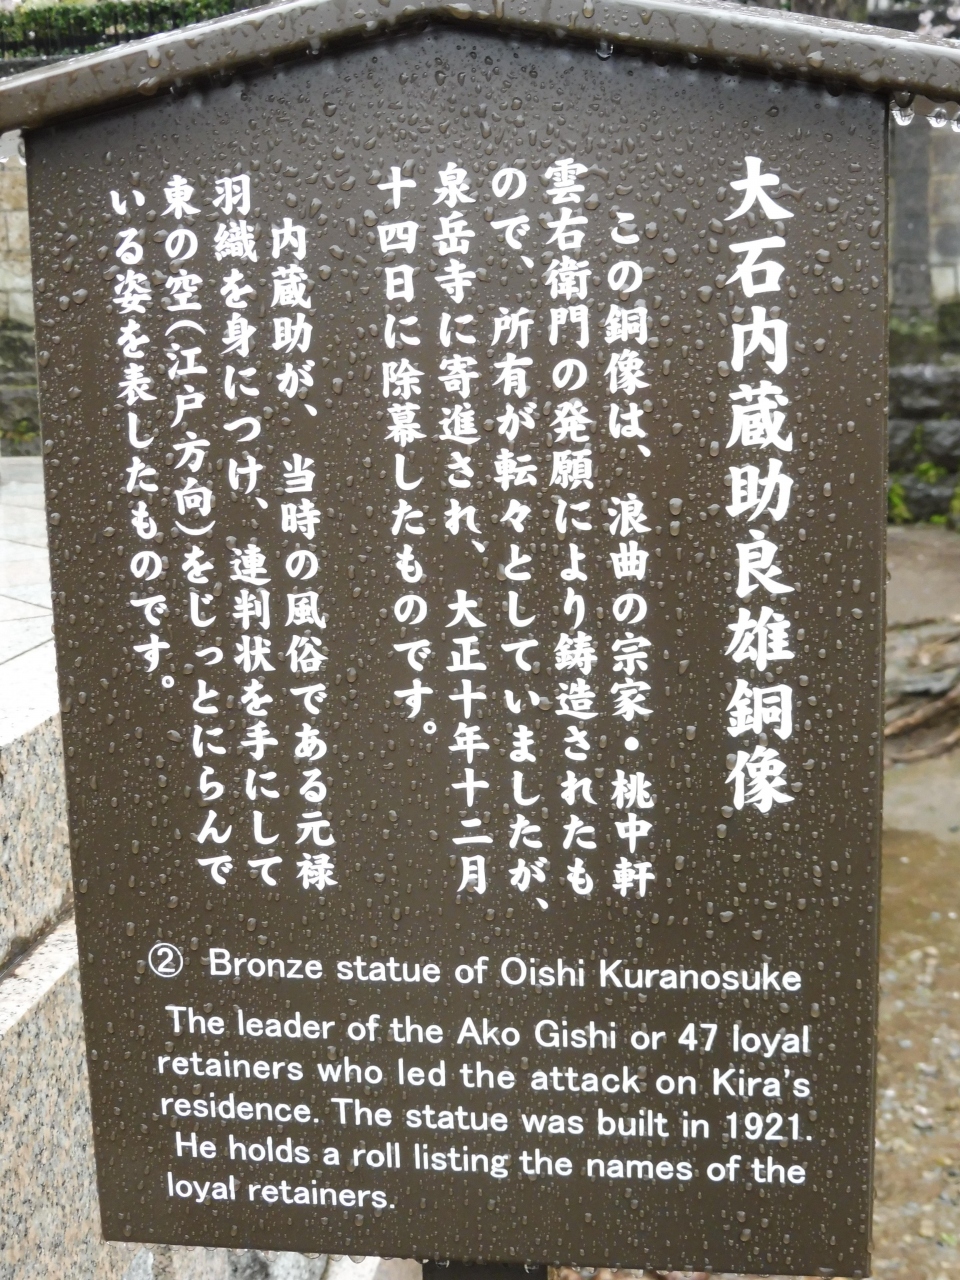 大石内蔵助良雄銅像
この銅像は、浪曲の宗家・桃中軒
雲右衛門の発願により鋳造されたも
ので、所有が転々としていましたが、
泉岳寺に寄進され、大正十年十二月
十四日に除幕したものです。
内蔵助が、当時の風俗である元禄
羽織を身につけ、連判状を手にして
東の空(江戸方向)をじっとにらんで
いる姿を表したものです。
② Bronze statue of Oishi Kuranosuke
The leader of the Ako Gishi or 47 loyal
retainers who led the attack on Kira's
residence. The statue was built in 1921.
He holds a roll listing the names of the
loyal retainers.